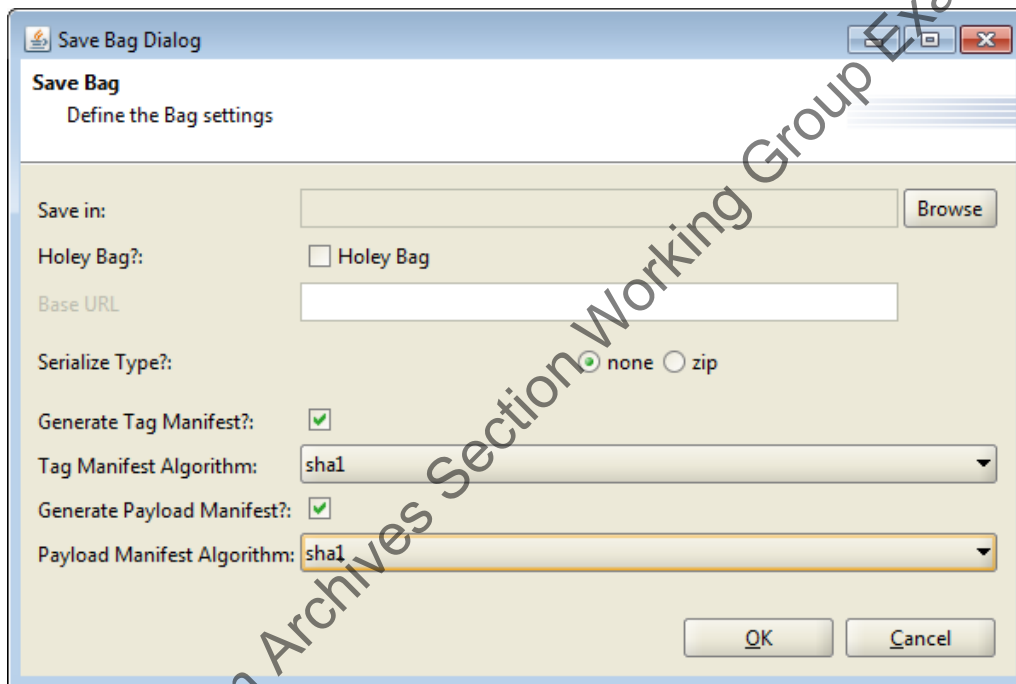 Save Bag Dialog
Save Bag
Define the Bag settings
Save in:
Browse
Holey Bag?: Holey Bag
Base URL
Serialize Type?: none zip
Generate Tag Manifest?:
Tag Manifest Algorithm: sha1
Generate Payload Manifest?:
Payload Manifest Algorithm: sha1
OK Cancel
Archives Section Working Group